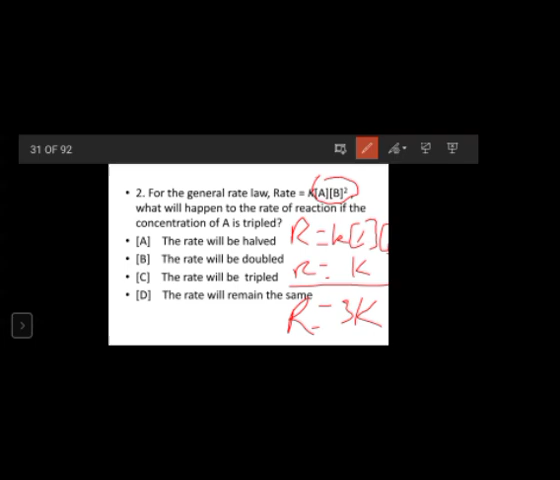 31 OF 92
• 2. For the general rate law, Rate = k[A][B]²,
what will happen to the rate of reaction if the
concentration of A is tripled?
• [A] The rate will be halved
• [B] The rate will be doubled
• [C] The rate will be tripled
• [D] The rate will remain the same
R = k[1][
R = K
R = 3K